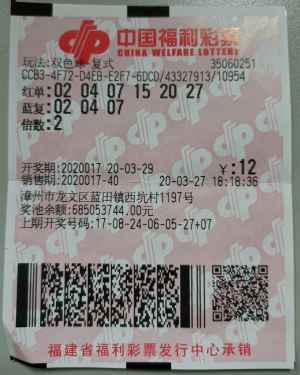 中国福利彩票
CHINA WELFARE LOTTERY
玩法:双色球-复式 35060251
CCB3-4F72-D4EB-E2F7-6DCD/43327913/10954
红单:02 04 07 15 20 27
蓝复:02 04 07
倍数:2
开奖期:2020017 20-03-29 ¥:12
销售期:2020017-40 20-03-27 18:18:36
漳州市龙文区蓝田镇西坑村1197号
奖池余额:685053744.00元
上期开奖号码:17-08-24-06-05-27+07
福建省福利彩票发行中心承销